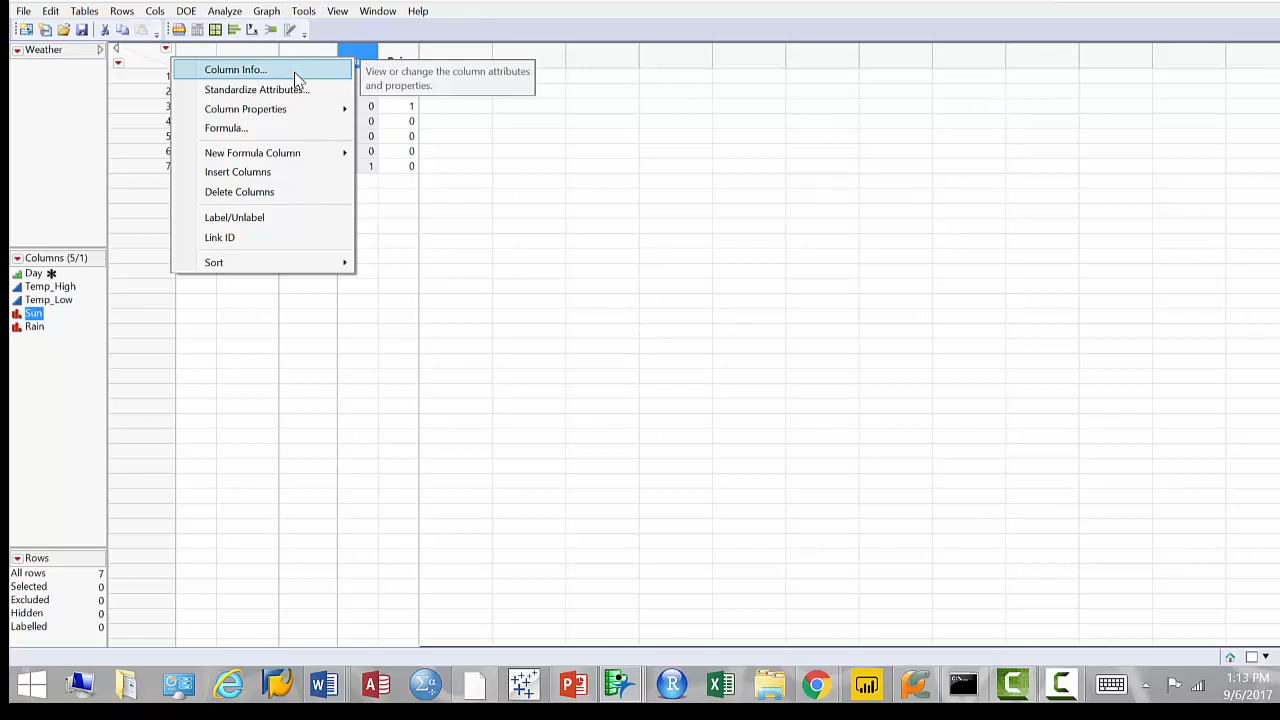 File Edit Tables Rows Cols DOE Analyze Graph Tools View Window Help
Weather
Column Info...
Standardize Attributes...
Column Properties
Formula...
New Formula Column
Insert Columns
Delete Columns
Label/Unlabel
Link ID
Sort
View or change the column attributes
and properties.
1
2
3 0 1
4 0 0
5 0 0
6 0 0
7 1 0
Columns (5/1)
Day
Temp_High
Temp_Low
Sun
Rain
Rows
All rows 7
Selected 0
Excluded 0
Hidden 0
Labelled 0
1:13 PM
9/6/2017